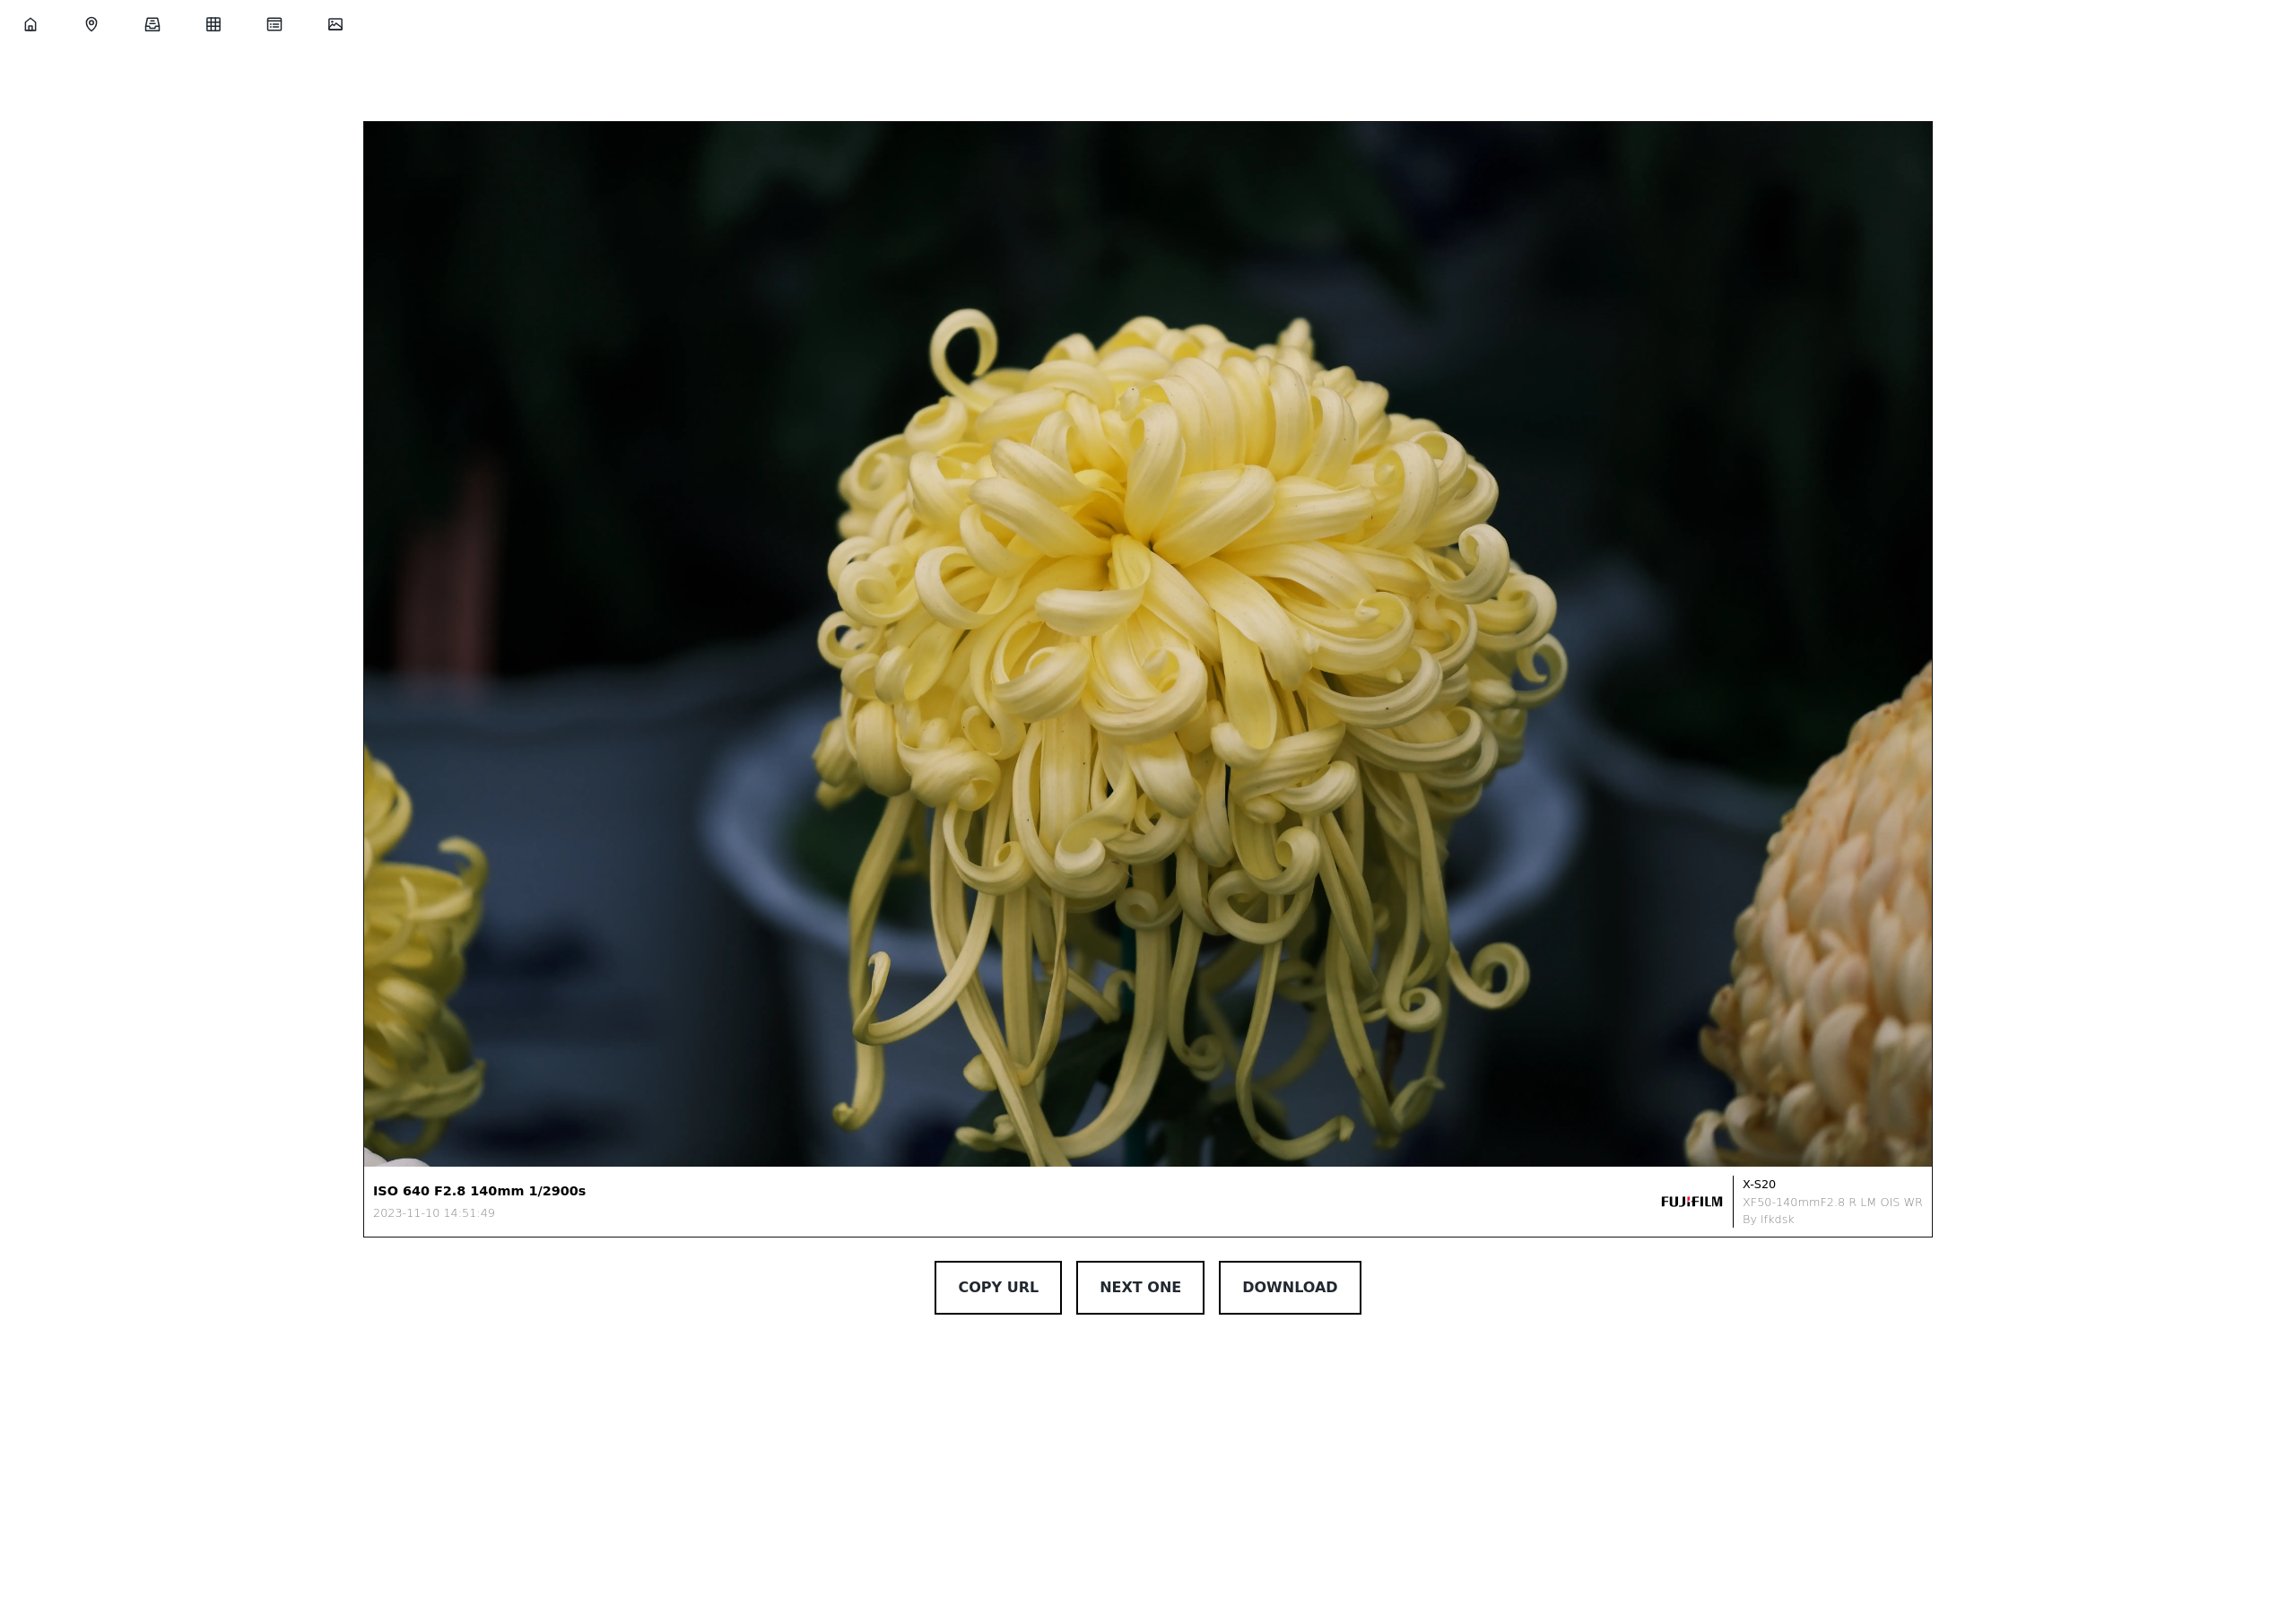 ISO 640 F2.8 140mm 1/2900s
2023-11-10 14:51:49
FUJIFILM
X-S20
XF50-140mmF2.8 R LM OIS WR
By lfkdsk
COPY URL
NEXT ONE
DOWNLOAD